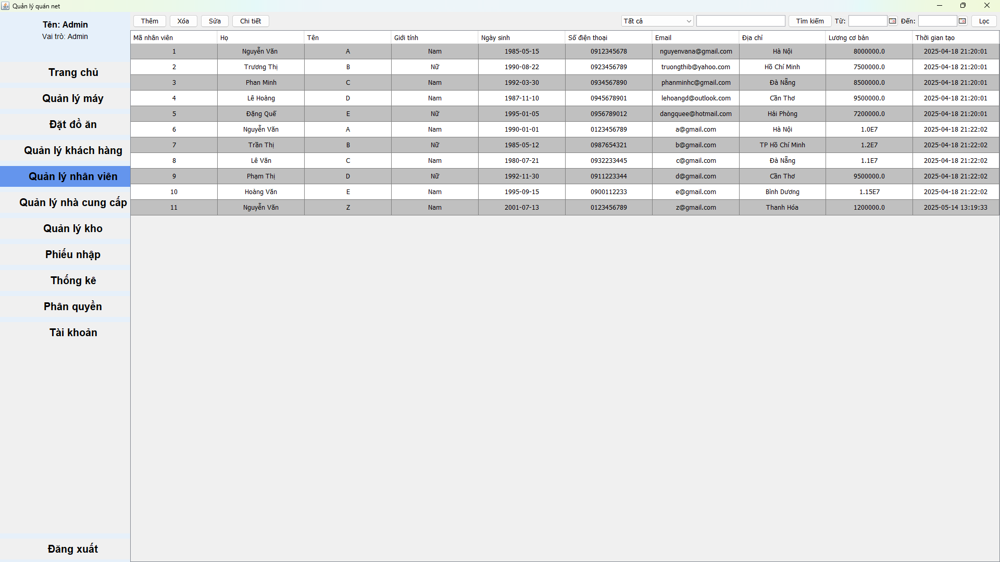 Quản lý quán net
Tên: Admin
Vai trò: Admin
Trang chủ
Quản lý máy
Đặt đồ ăn
Quản lý khách hàng
Quản lý nhân viên
Quản lý nhà cung cấp
Quản lý kho
Phiếu nhập
Thống kê
Phân quyền
Tài khoản
Đăng xuất
Thêm Xóa Sửa Chi tiết Tất cả Tìm kiếm Từ: Đến: Lọc
Mã nhân viên Họ Tên Giới tính Ngày sinh Số điện thoại Email Địa chỉ Lương cơ bản Thời gian tạo
1 Nguyễn Văn A Nam 1985-05-15 0912345678 nguyenvana@gmail.com Hà Nội 8000000.0 2025-04-18 21:20:01
2 Trương Thị B Nữ 1990-08-22 0923456789 truongthib@yahoo.com Hồ Chí Minh 7500000.0 2025-04-18 21:20:01
3 Phan Minh C Nam 1992-03-30 0934567890 phanminhc@gmail.com Đà Nẵng 8500000.0 2025-04-18 21:20:01
4 Lê Hoàng D Nam 1987-11-10 0945678901 lehoangd@outlook.com Cần Thơ 9500000.0 2025-04-18 21:20:01
5 Đặng Quế E Nữ 1995-01-05 0956789012 dangquee@hotmail.com Hải Phòng 7200000.0 2025-04-18 21:20:01
6 Nguyễn Văn A Nam 1990-01-01 0123456789 a@gmail.com Hà Nội 1.0E7 2025-04-18 21:22:02
7 Trần Thị B Nữ 1985-05-12 0987654321 b@gmail.com TP Hồ Chí Minh 1.2E7 2025-04-18 21:22:02
8 Lê Văn C Nam 1980-07-21 0932233445 c@gmail.com Đà Nẵng 1.1E7 2025-04-18 21:22:02
9 Phạm Thị D Nữ 1992-11-30 0911223344 d@gmail.com Cần Thơ 9500000.0 2025-04-18 21:22:02
10 Hoàng Văn E Nam 1995-09-15 0900112233 e@gmail.com Bình Dương 1.15E7 2025-04-18 21:22:02
11 Nguyễn Văn Z Nam 2001-07-13 0123456789 z@gmail.com Thanh Hóa 1200000.0 2025-05-14 13:19:33